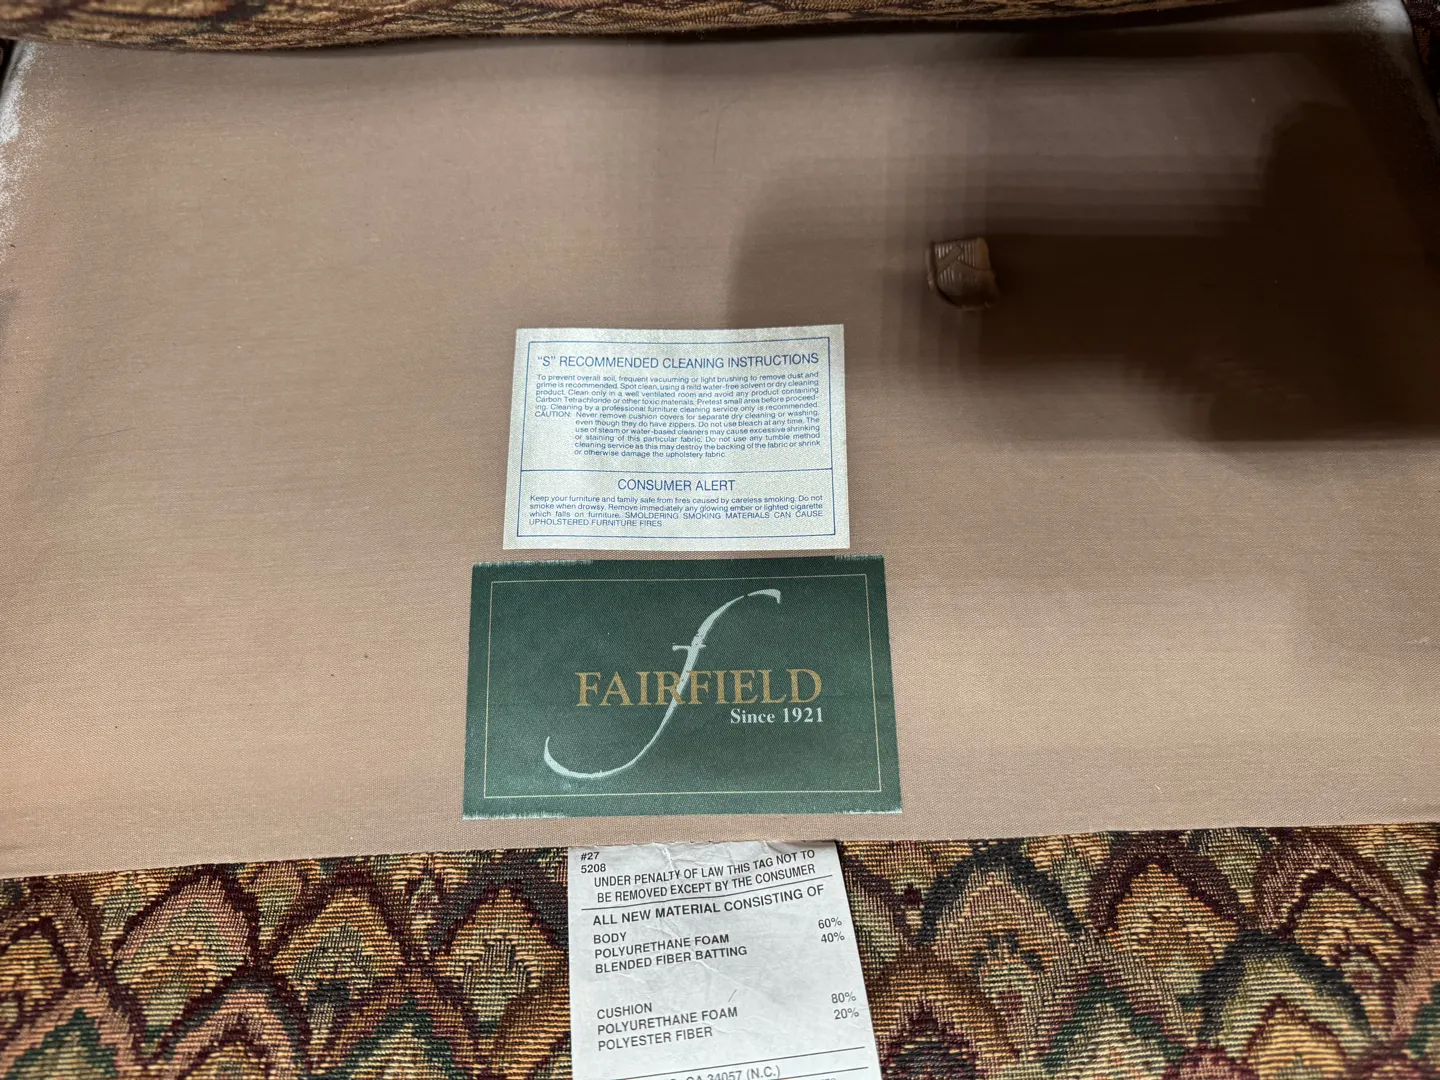 "S" RECOMMENDED CLEANING INSTRUCTIONS
To prevent overall soil, frequent vacuuming or light brushing to remove dust and
grime is recommended. Spot clean, using a mild water-free solvent or dry cleaning
product. Clean only in a well ventilated room and avoid any product containing
Carbon Tetrachloride or other toxic materials. Pretest small area before proceed-
ing. Cleaning by a professional furniture cleaning service only is recommended.
CAUTION: Never remove cushion covers for separate dry cleaning or washing,
even though they do have zippers. Do not use bleach at any time. The
use of steam or water-based cleaners may cause excessive shrinking
or staining of this particular fabric. Do not use any tumble method
cleaning service as this may destroy the backing of the fabric or shrink
or otherwise damage the upholstery fabric.
CONSUMER ALERT
Keep your furniture and family safe from fires caused by careless smoking. Do not
smoke when drowsy. Remove immediately any glowing ember or lighted cigarette
which falls on furniture. SMOLDERING SMOKING MATERIALS CAN CAUSE
UPHOLSTERED FURNITURE FIRES
f
FAIRFIELD
Since 1921
#27
5208
UNDER PENALTY OF LAW THIS TAG NOT TO
BE REMOVED EXCEPT BY THE CONSUMER
ALL NEW MATERIAL CONSISTING OF
BODY
POLYURETHANE FOAM 60%
BLENDED FIBER BATTING 40%
CUSHION
POLYURETHANE FOAM 80%
POLYESTER FIBER 20%
CA 34057 (N.C.)